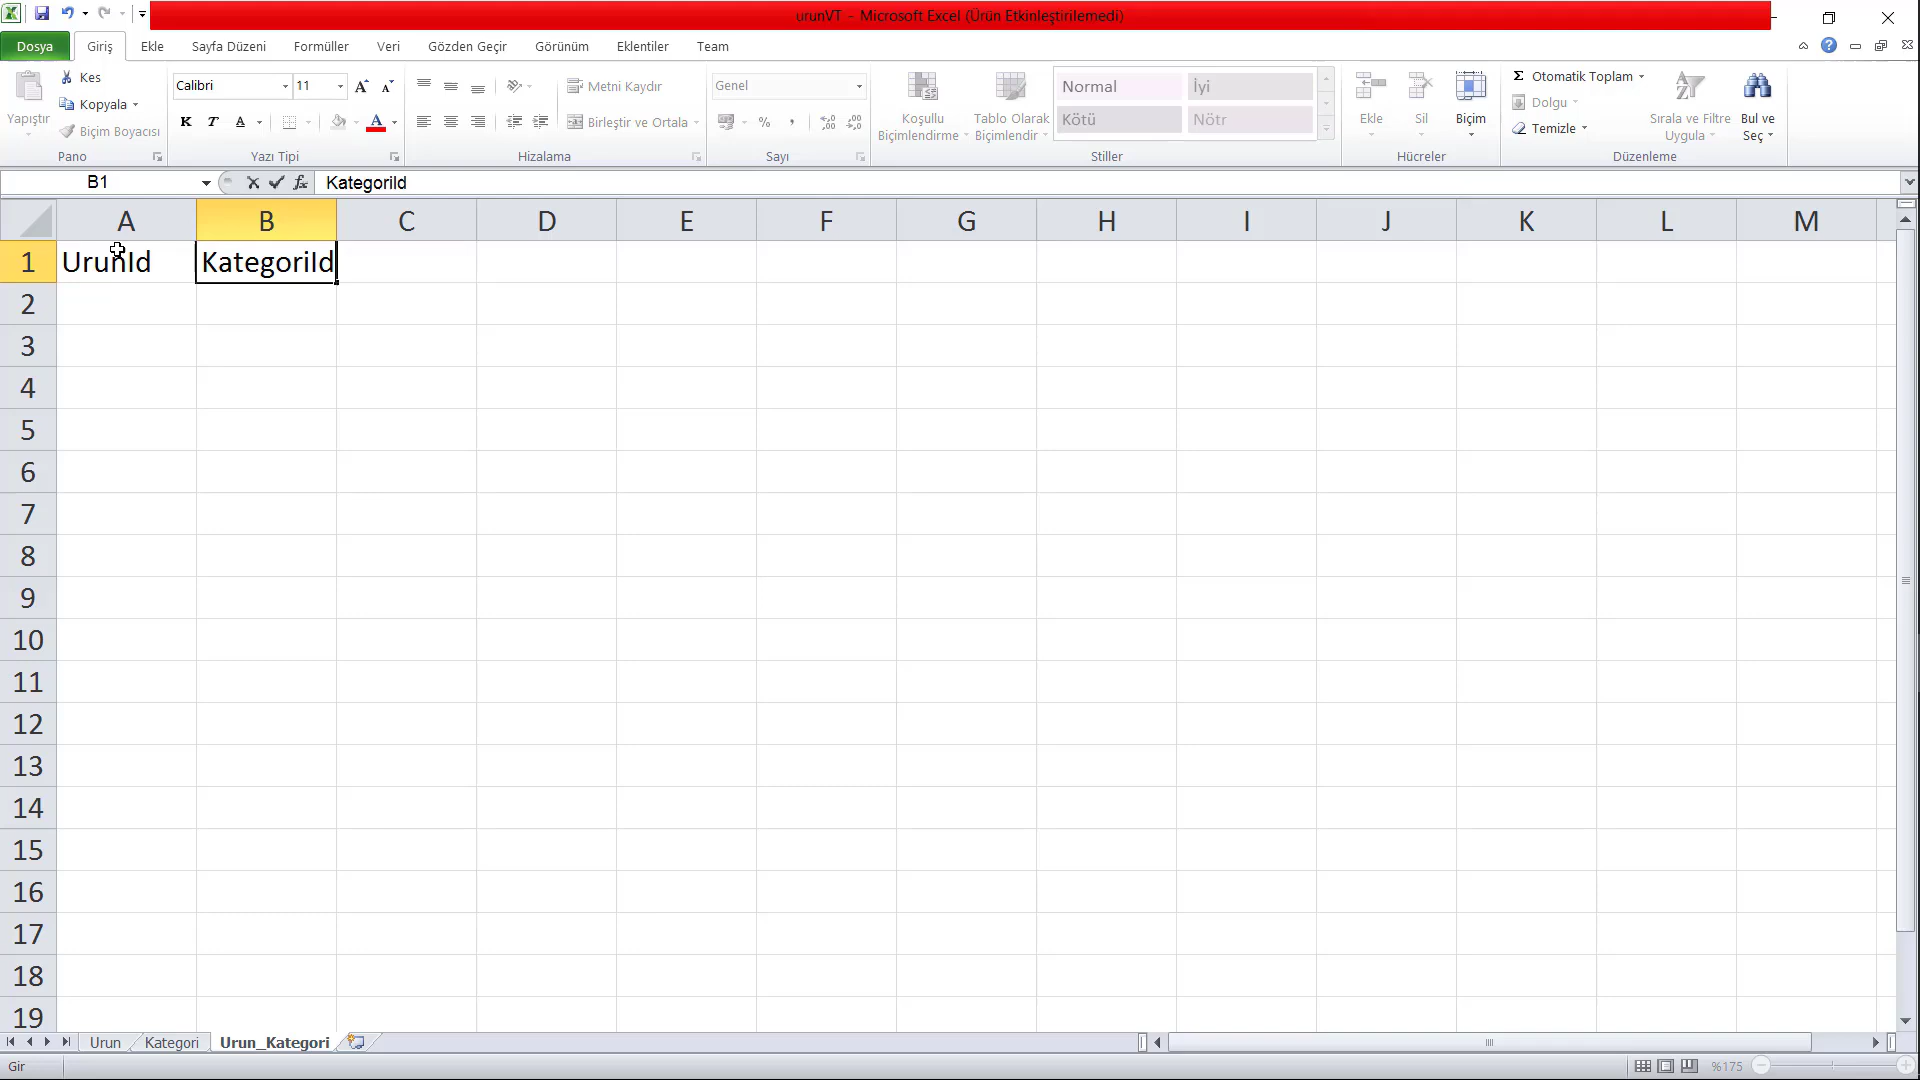 urunVT - Microsoft Excel (Ürün Etkinleştirilemedi)
Dosya Giriş Ekle Sayfa Düzeni Formüller Veri Gözden Geçir Görünüm Eklentiler Team
Yapıştır
Kes
Kopyala
Biçim Boyacısı
Pano
Calibri 11
K T A
Yazı Tipi
Metni Kaydır
Birleştir ve Ortala
Hizalama
Genel
%
Sayı
Koşullu Biçimlendirme
Tablo Olarak Biçimlendir
Normal İyi
Kötü Nötr
Stiller
Ekle Sil Biçim
Hücreler
Σ Otomatik Toplam
Dolgu
Temizle
Sırala ve Filtre Uygula
Bul ve Seç
Düzenleme
B1 fx KategoriId
A B C D E F G H I J K L M
1 UrunId KategoriId
2
3
4
5
6
7
8
9
10
11
12
13
14
15
16
17
18
19
Urun Kategori Urun_Kategori
Gir %175